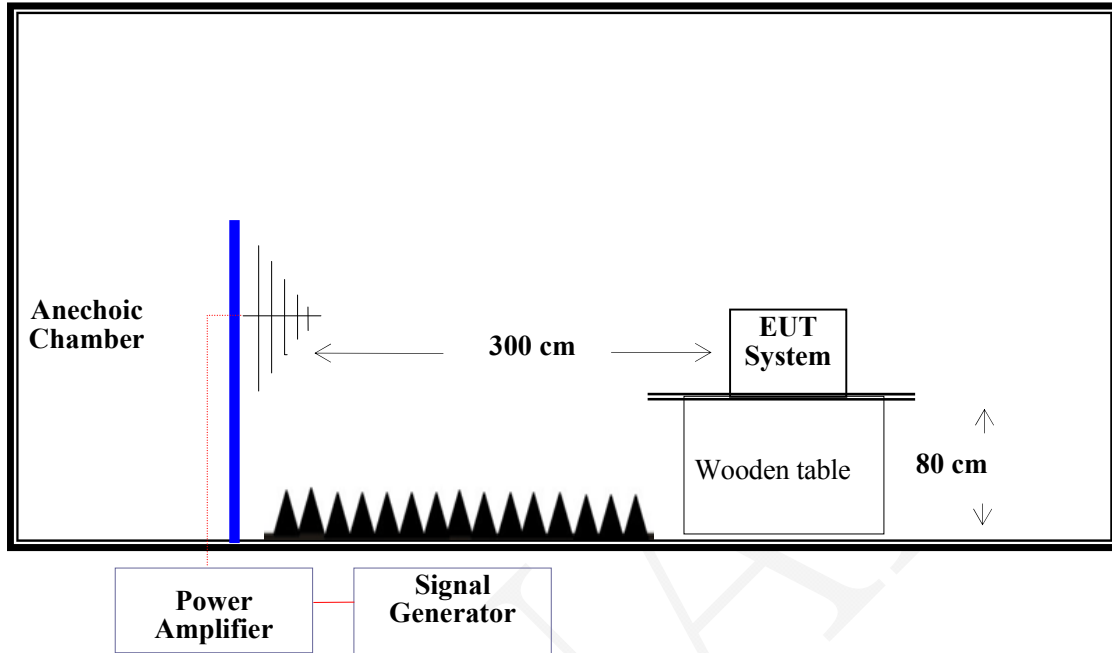 Anechoic
Chamber
300 cm
EUT
System
Wooden table
80 cm
Power
Amplifier
Signal
Generator